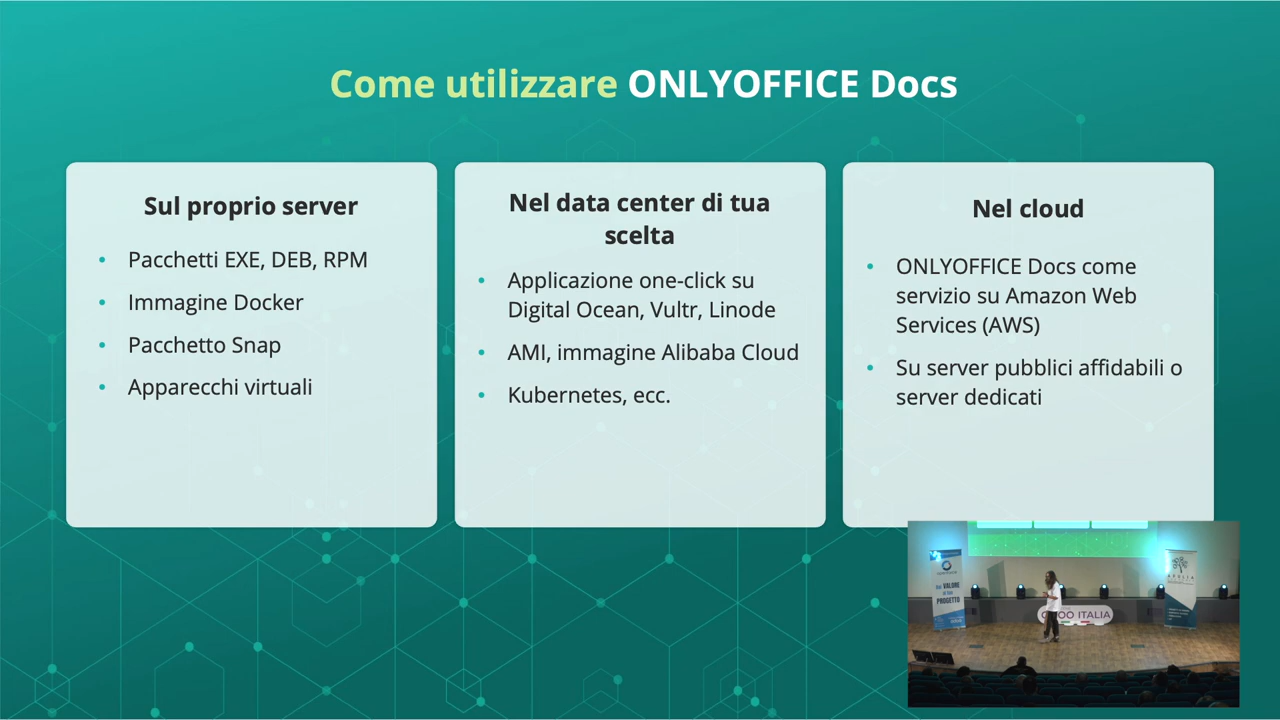 Come utilizzare ONLYOFFICE Docs
Sul proprio server
• Pacchetti EXE, DEB, RPM
• Immagine Docker
• Pacchetto Snap
• Apparecchi virtuali
Nel data center di tua
scelta
• Applicazione one-click su
Digital Ocean, Vultr, Linode
• AMI, immagine Alibaba Cloud
• Kubernetes, ecc.
Nel cloud
• ONLYOFFICE Docs come
servizio su Amazon Web
Services (AWS)
• Su server pubblici affidabili o
server dedicati
VALORE
PROGETTO
APULIA
ITALIA